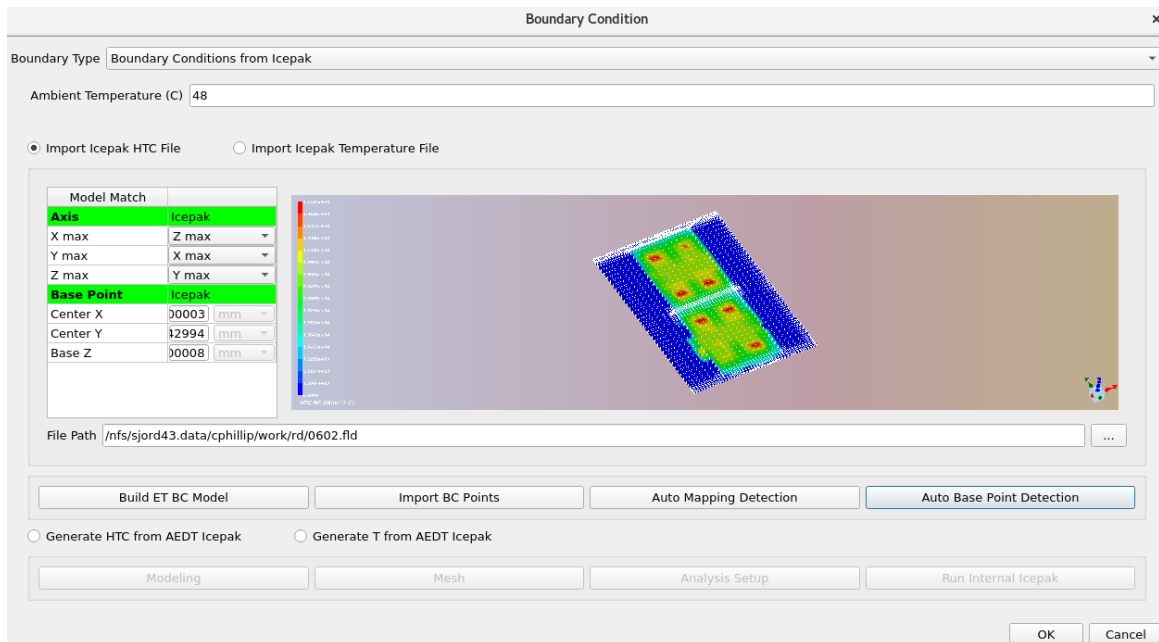 Boundary Condition
×
Boundary Type Boundary Conditions from Icepak
Ambient Temperature (C) 48
Import Icepak HTC File Import Icepak Temperature File
Model Match
Axis Icepak
X max Z max
Y max X max
Z max Y max
Base Point Icepak
Center X 00003 mm
Center Y 42994 mm
Base Z 00008 mm
File Path /nfs/sjord43.data/cphillip/work/rd/0602.fld ...
Build ET BC Model Import BC Points Auto Mapping Detection Auto Base Point Detection
Generate HTC from AEDT Icepak Generate T from AEDT Icepak
Modeling Mesh Analysis Setup Run Internal Icepak
OK Cancel